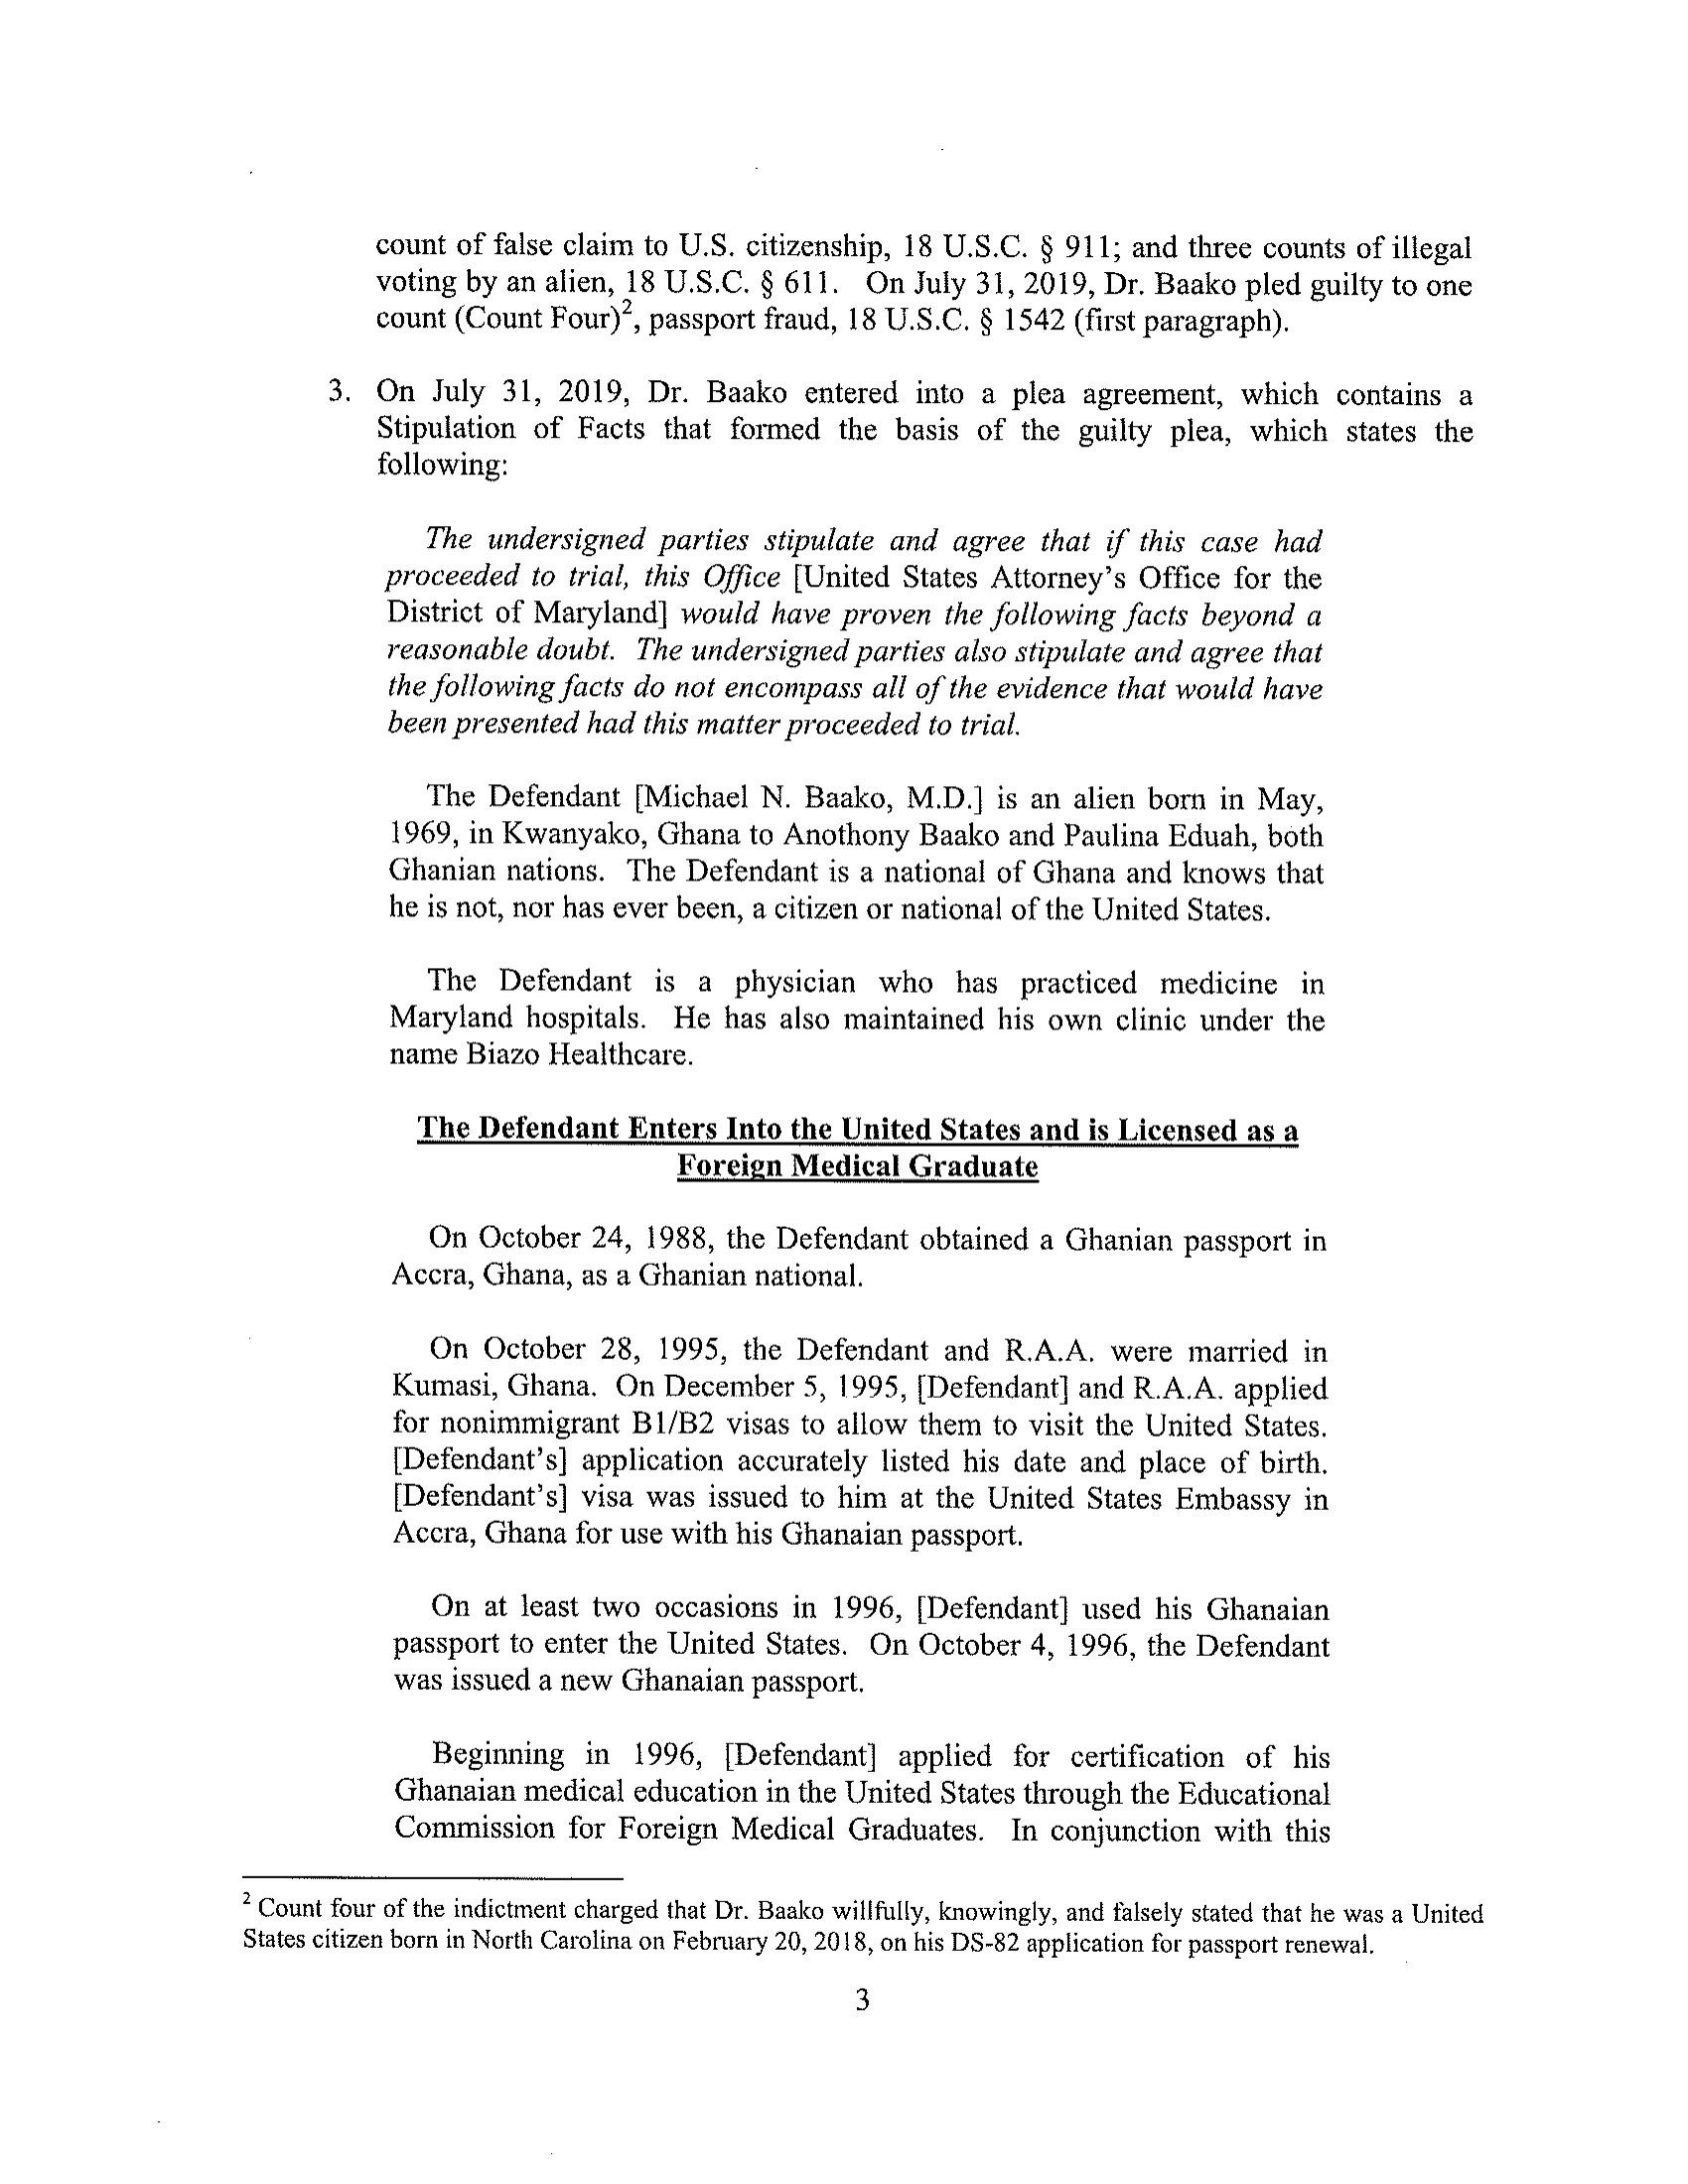 count of false claim to U.S. citizenship, 18 U.S.C. § 911; and three counts of illegal
voting by an alien, 18 U.S.C. § 611. On July 31, 2019, Dr. Baako pled guilty to one
count (Count Four)2, passport fraud, 18 U.S.C. § 1542 (first paragraph).
3. On July 31, 2019, Dr. Baako entered into a plea agreement, which contains a
Stipulation of Facts that formed the basis of the guilty plea, which states the
following:
The undersigned parties stipulate and agree that if this case had
proceeded to trial, this Office [United States Attorney's Office for the
District of Maryland] would have proven the following facts beyond a
reasonable doubt. The undersigned parties also stipulate and agree that
the following facts do not encompass all of the evidence that would have
been presented had this matter proceeded to trial.
The Defendant [Michael N. Baako, M.D.] is an alien born in May,
1969, in Kwanyako, Ghana to Anothony Baako and Paulina Eduah, both
Ghanian nations. The Defendant is a national of Ghana and knows that
he is not, nor has ever been, a citizen or national of the United States.
The Defendant is a physician who has practiced medicine in
Maryland hospitals. He has also maintained his own clinic under the
name Biazo Healthcare.
The Defendant Enters Into the United States and is Licensed as a
Foreign Medical Graduate
On October 24, 1988, the Defendant obtained a Ghanian passport in
Accra, Ghana, as a Ghanian national.
On October 28, 1995, the Defendant and R.A.A. were married in
Kumasi, Ghana. On December 5, 1995, [Defendant] and R.A.A. applied
for nonimmigrant B1/B2 visas to allow them to visit the United States.
[Defendant's] application accurately listed his date and place of birth.
[Defendant's] visa was issued to him at the United States Embassy in
Accra, Ghana for use with his Ghanaian passport.
On at least two occasions in 1996, [Defendant] used his Ghanaian
passport to enter the United States. On October 4, 1996, the Defendant
was issued a new Ghanaian passport.
Beginning in 1996, [Defendant] applied for certification of his
Ghanaian medical education in the United States through the Educational
Commission for Foreign Medical Graduates. In conjunction with this
2 Count four of the indictment charged that Dr. Baako willfully, knowingly, and falsely stated that he was a United
States citizen born in North Carolina on February 20, 2018, on his DS-82 application for passport renewal.
3